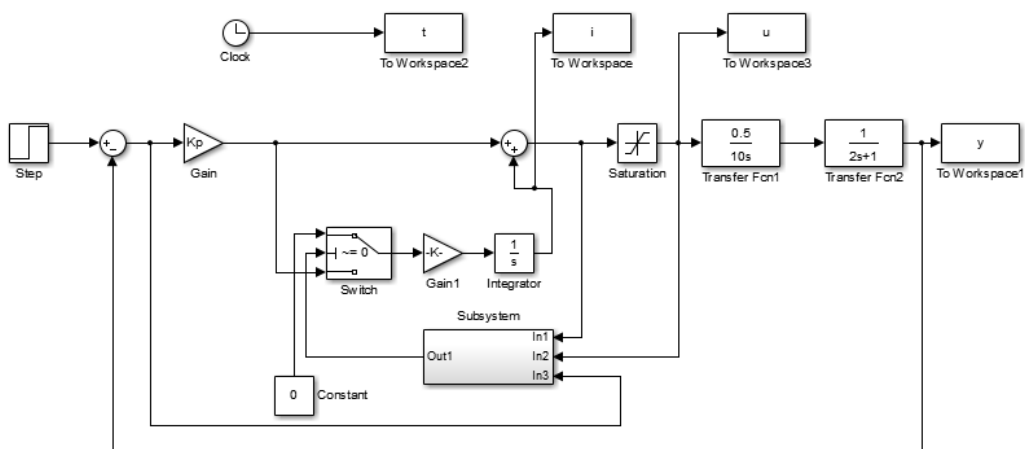 t
i
u
Clock
To Workspace2
To Workspace
To Workspace3
+
−
Kp
+
+
0.5
10s
1
2s+1
y
Step
Gain
Saturation
Transfer Fcn1
Transfer Fcn2
To Workspace1
~= 0
-K-
1
s
Switch
Gain1
Integrator
Subsystem
In1
Out1
In2
In3
0
Constant